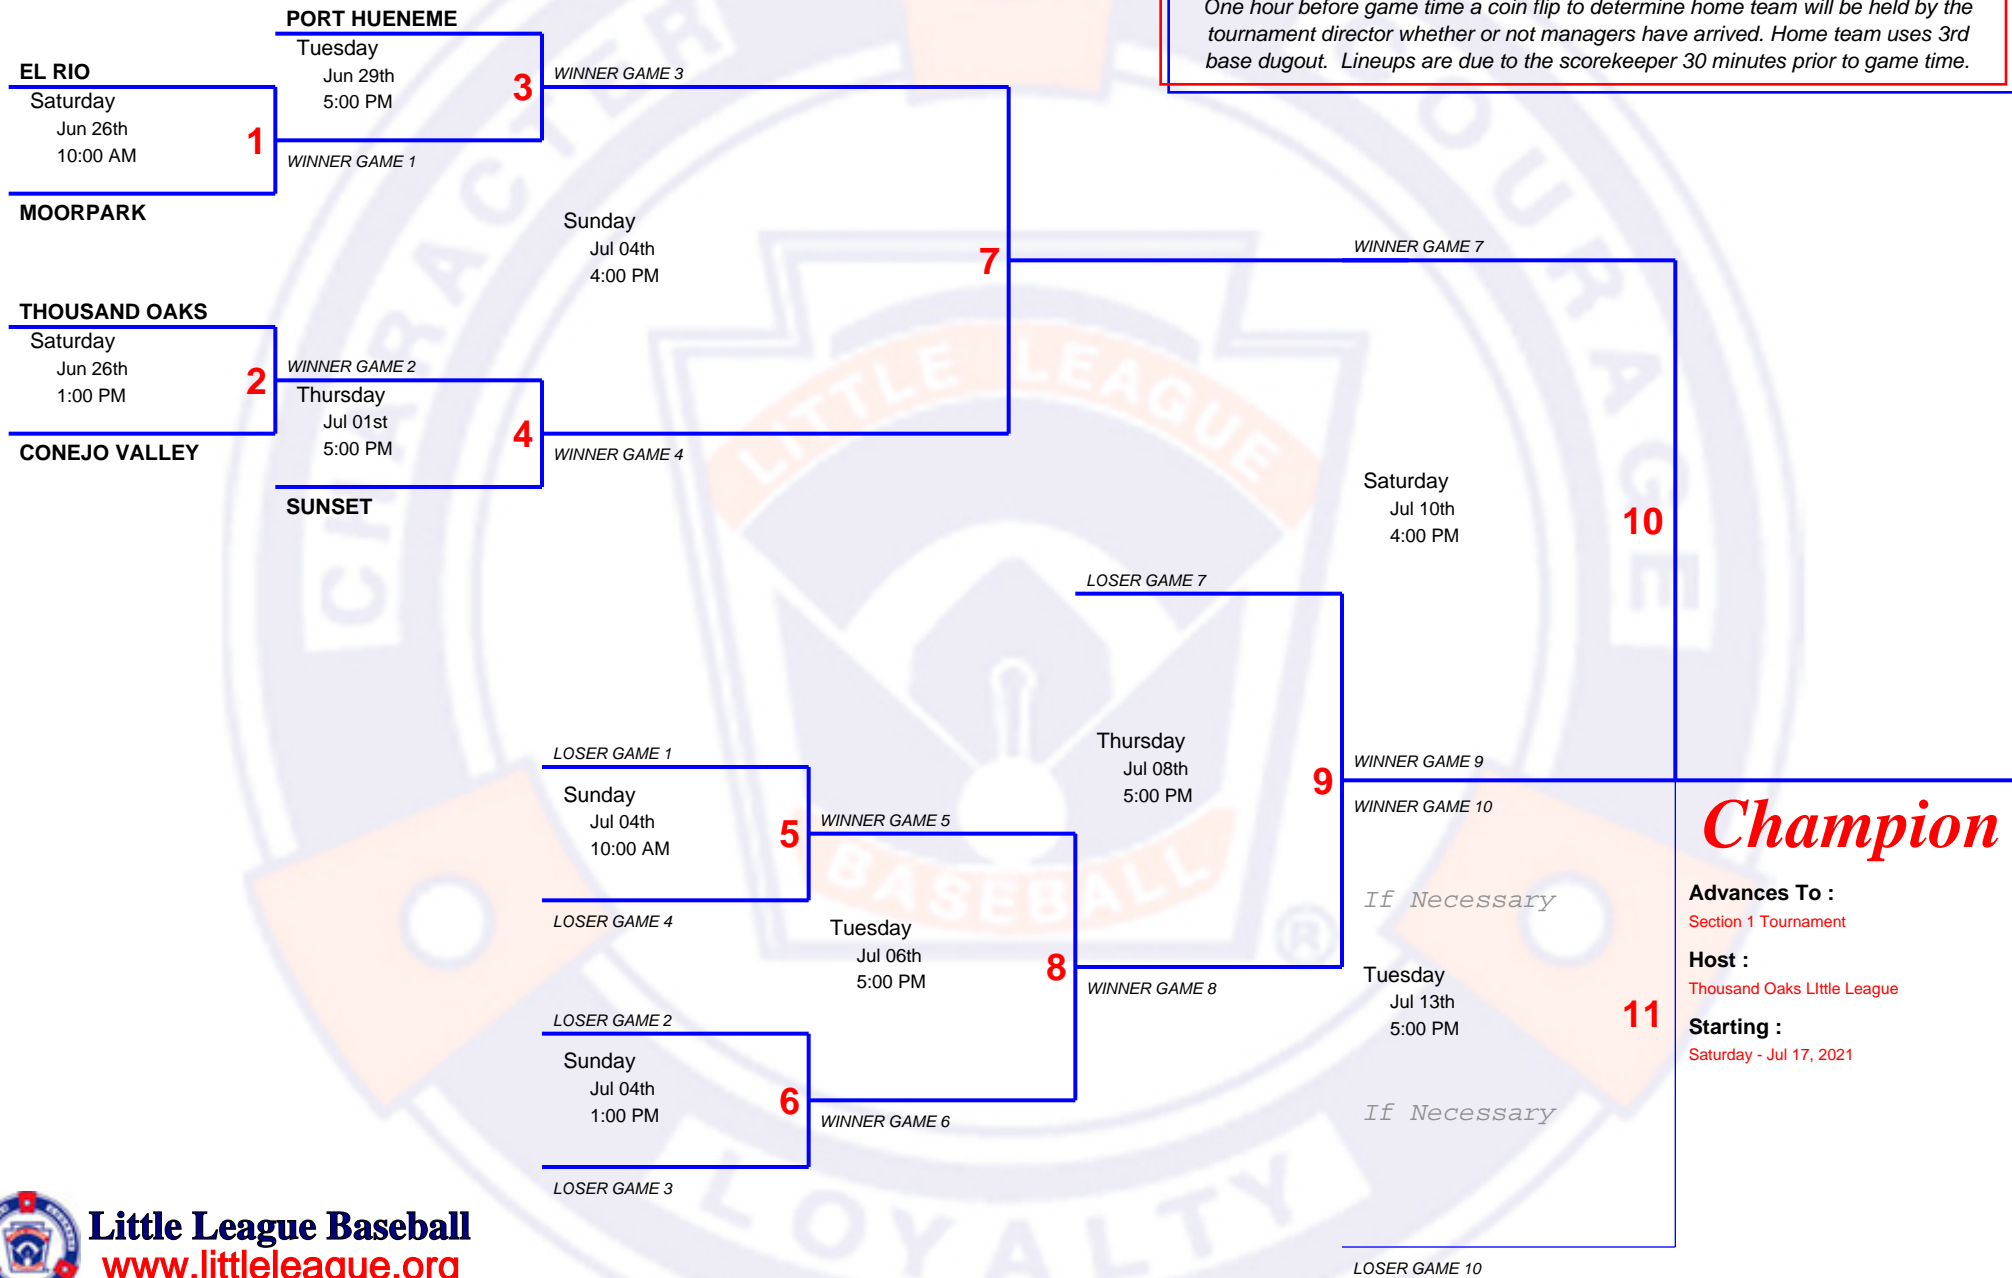 One hour before game time a coin flip to determine home team will be held by the
tournament director whether or not managers have arrived. Home team uses 3rd
base dugout. Lineups are due to the scorekeeper 30 minutes prior to game time.
PORT HUENEME
Tuesday
Jun 29th
5:00 PM
3
WINNER GAME 3
EL RIO
Saturday
Jun 26th
10:00 AM
1
WINNER GAME 1
MOORPARK
Sunday
Jul 04th
4:00 PM
7
WINNER GAME 7
THOUSAND OAKS
Saturday
Jun 26th
1:00 PM
2
WINNER GAME 2
Thursday
Jul 01st
5:00 PM
4
WINNER GAME 4
CONEJO VALLEY
SUNSET
Saturday
Jul 10th
4:00 PM
10
LOSER GAME 7
Thursday
Jul 08th
5:00 PM
9
WINNER GAME 9
WINNER GAME 10
LOSER GAME 1
Sunday
Jul 04th
10:00 AM
5
WINNER GAME 5
LOSER GAME 4
Tuesday
Jul 06th
5:00 PM
8
WINNER GAME 8
LOSER GAME 2
Sunday
Jul 04th
1:00 PM
6
WINNER GAME 6
LOSER GAME 3
If Necessary
Tuesday
Jul 13th
5:00 PM
11
If Necessary
LOSER GAME 10
Champion
Advances To :
Section 1 Tournament
Host :
Thousand Oaks LIttle League
Starting :
Saturday - Jul 17, 2021
CHARACTER
COURAGE
LOYALTY
LITTLE LEAGUE
BASEBALL
®
Little League Baseball
www.littleleague.org